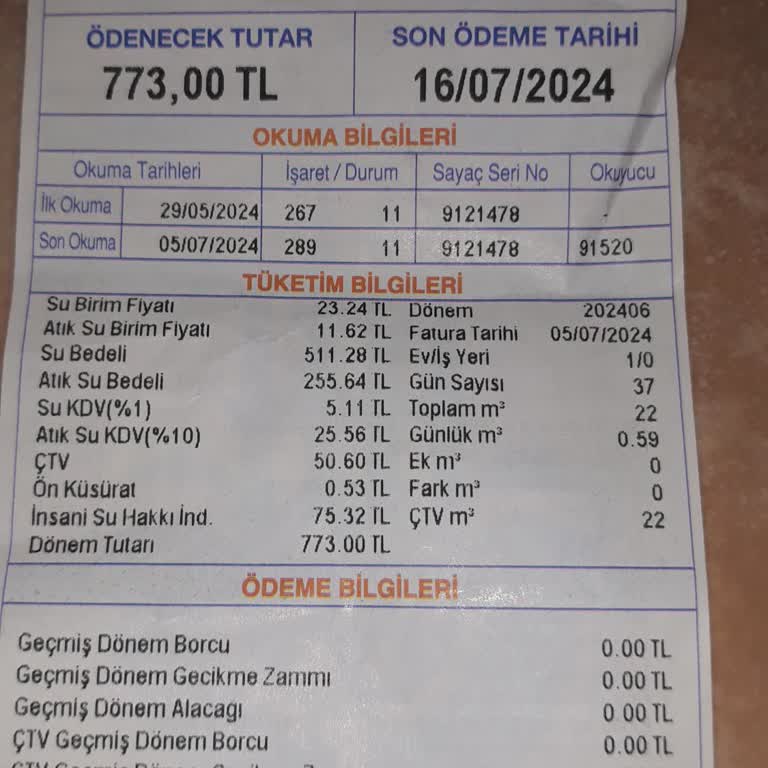 ÖDENECEK TUTAR SON ÖDEME TARİHİ
773,00 TL 16/07/2024
OKUMA BİLGİLERİ
Okuma Tarihleri İşaret / Durum Sayaç Seri No Okuyucu
İlk Okuma 29/05/2024 267 11 9121478 -
Son Okuma 05/07/2024 289 11 9121478 91520
TÜKETİM BİLGİLERİ
Su Birim Fiyatı 23.24 TL Dönem 202406
Atık Su Birim Fiyatı 11.62 TL Fatura Tarihi 05/07/2024
Su Bedeli 511.28 TL Ev/İş Yeri 1/0
Atık Su Bedeli 255.64 TL Gün Sayısı 37
Su KDV(%1) 5.11 TL Toplam m³ 22
Atık Su KDV(%10) 25.56 TL Günlük m³ 0.59
ÇTV 50.60 TL Ek m³ 0
Ön Küsürat 0.53 TL Fark m³ 0
İnsani Su Hakkı İnd. 75.32 TL ÇTV m³ 22
Dönem Tutarı 773.00 TL
ÖDEME BİLGİLERİ
Geçmiş Dönem Borcu 0.00 TL
Geçmiş Dönem Gecikme Zammı 0.00 TL
Geçmiş Dönem Alacağı 0.00 TL
ÇTV Geçmiş Dönem Borcu 0.00 TL